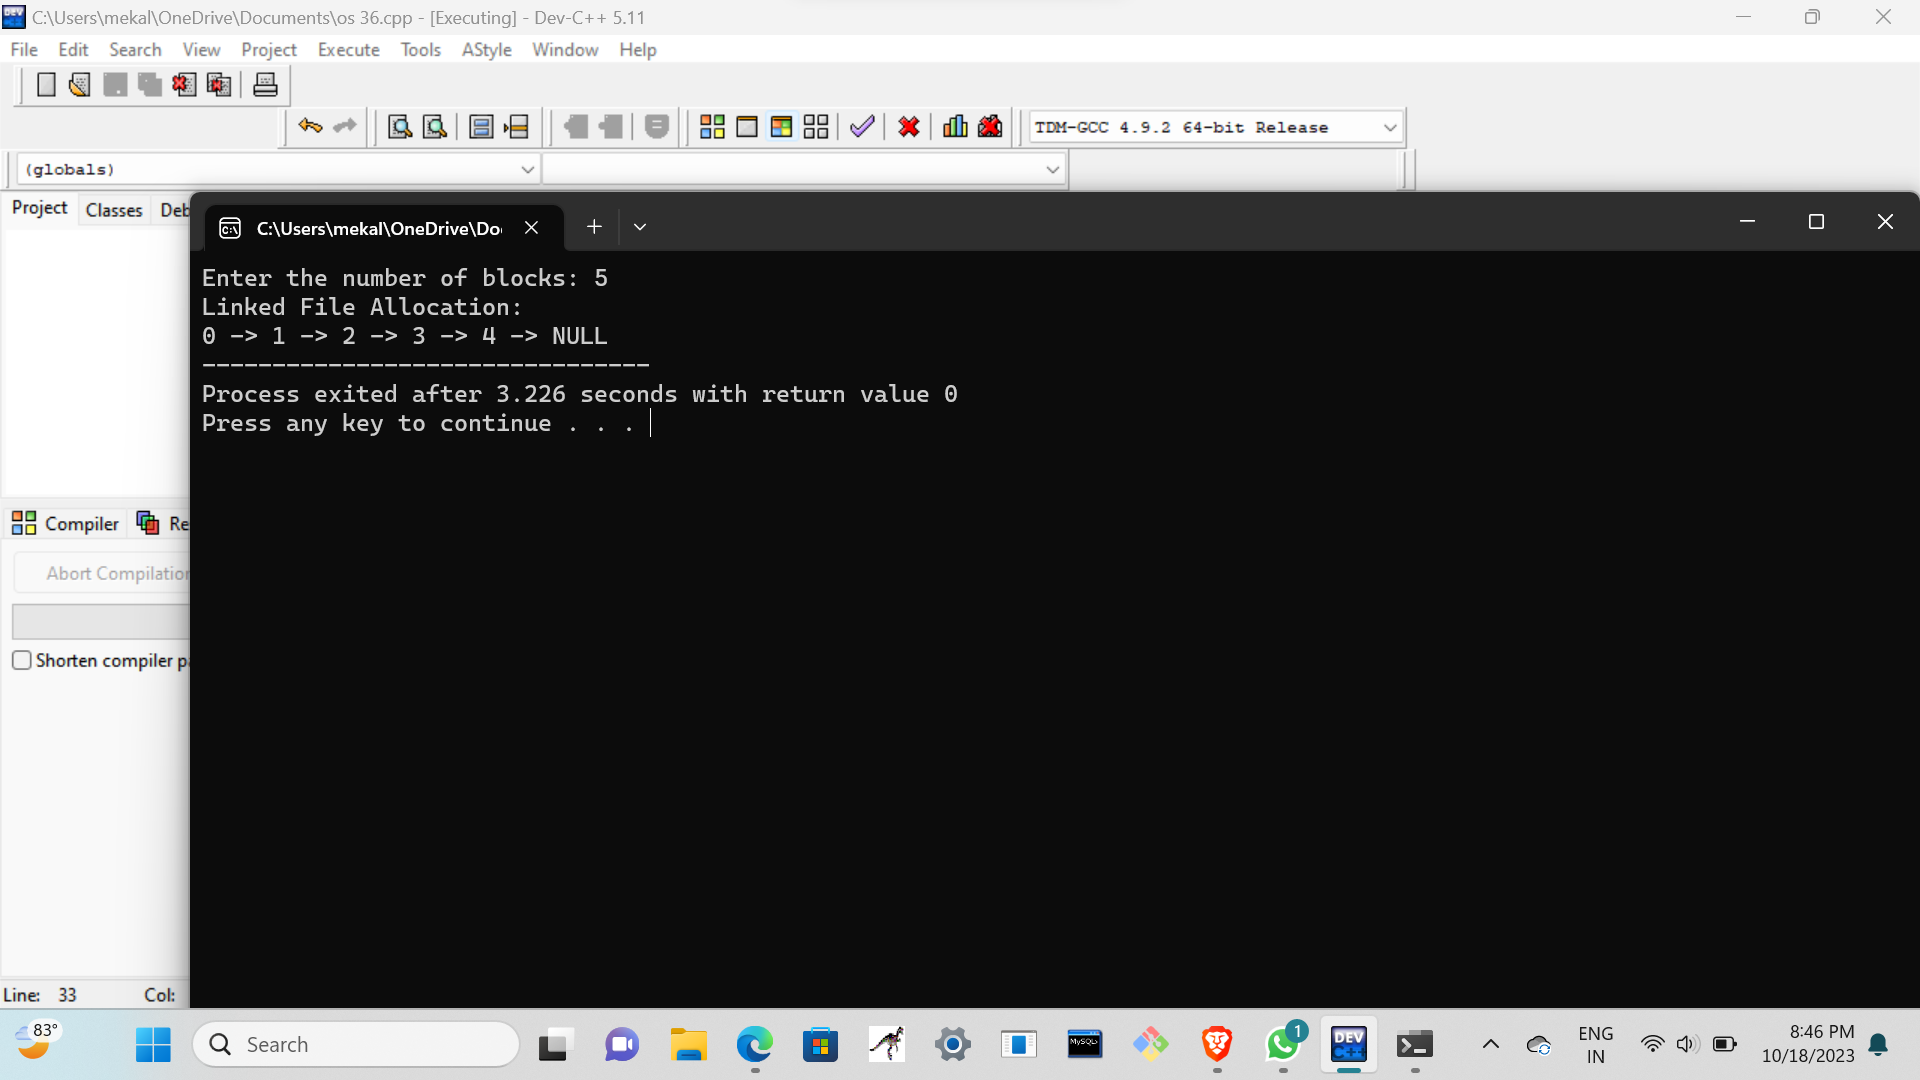 C:\Users\mekal\OneDrive\Documents\os 36.cpp - [Executing] - Dev-C++ 5.11
File Edit Search View Project Execute Tools AStyle Window Help
TDM-GCC 4.9.2 64-bit Release
(globals)
Project Classes Deb
C:\Users\mekal\OneDrive\Do
Enter the number of blocks: 5
Linked File Allocation:
0 -> 1 -> 2 -> 3 -> 4 -> NULL
--------------------------------
Process exited after 3.226 seconds with return value 0
Press any key to continue . . .
Compiler Re
Abort Compilation
Shorten compiler pa
Line: 33 Col:
83°
Search
MySQL>
1
DEV
C++
ENG
IN
8:46 PM
10/18/2023